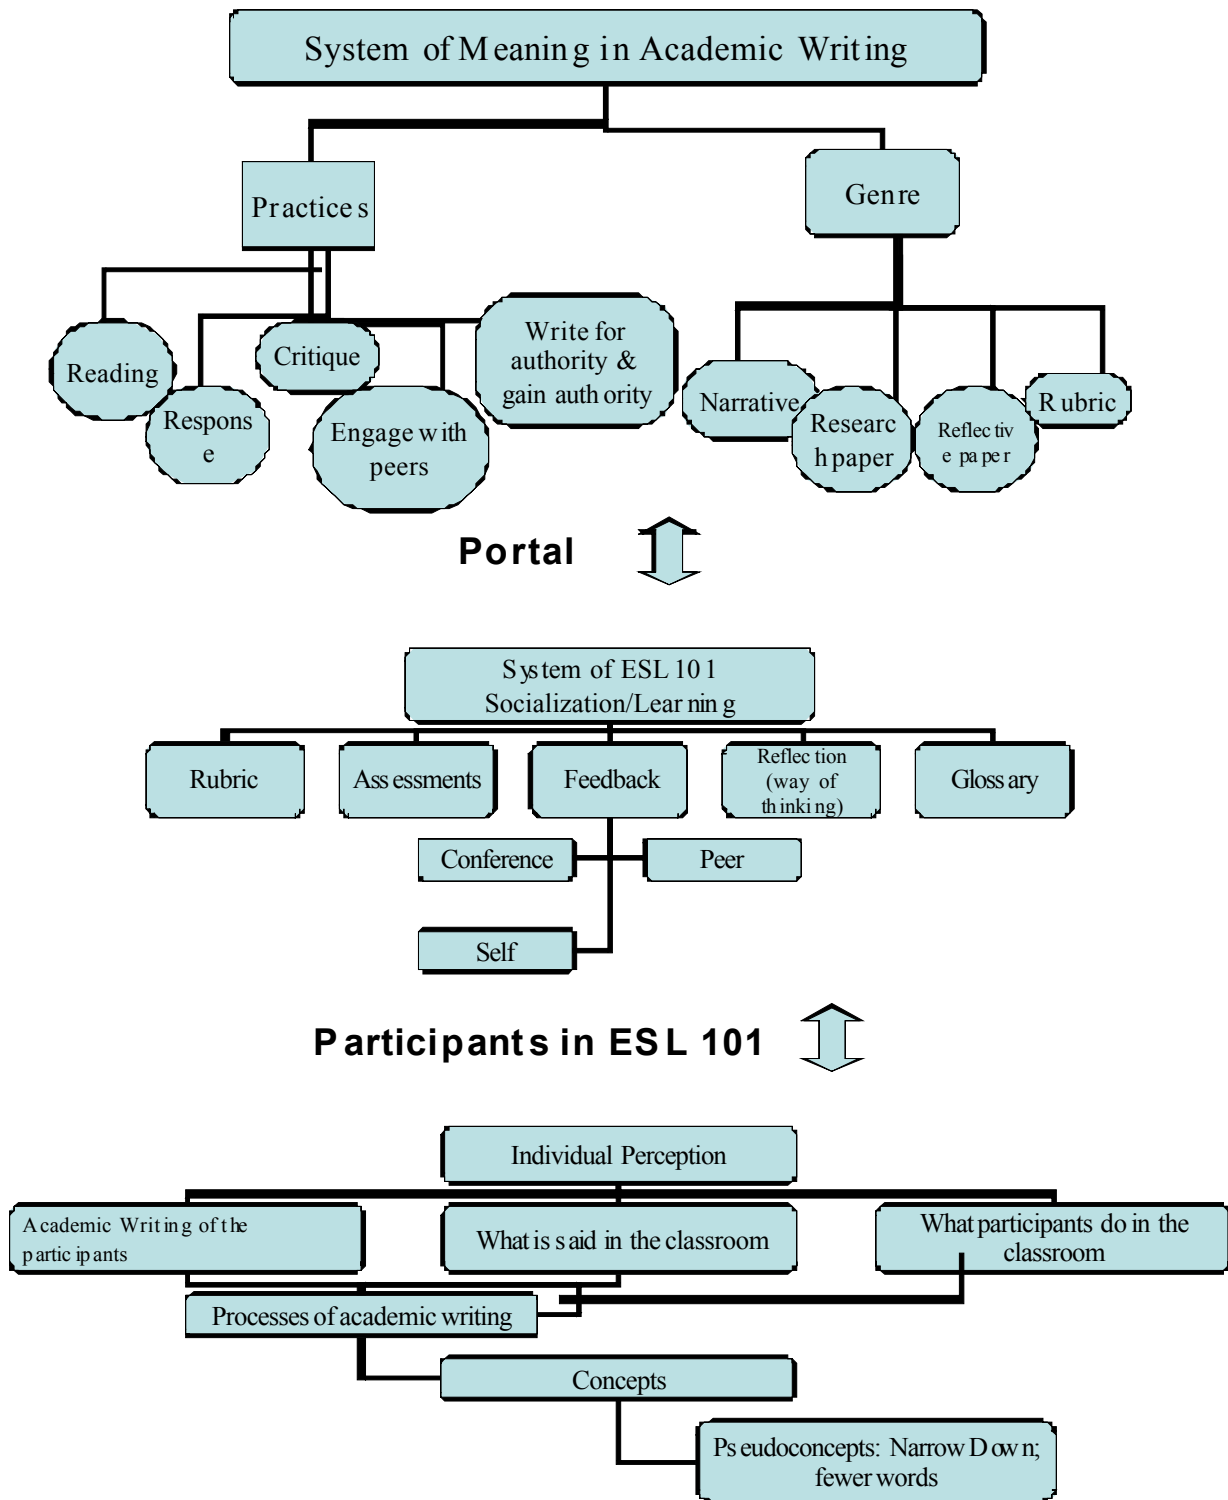 System of Meaning in Academic Writing
Practices
Genre
Reading
Respons
e
Critique
Engage with
peers
Write for
authority &
gain authority
Narrative
Researc
h paper
Reflectiv
e paper
Rubric
Portal
System of ESL 101
Socialization/Learning
Rubric
Assessments
Feedback
Reflection
(way of
thinking)
Glossary
Conference
Peer
Self
Participants in ESL 101
Individual Perception
Academic Writing of the
participants
What is said in the classroom
What participants do in the
classroom
Processes of academic writing
Concepts
Pseudoconcepts: Narrow Down;
fewer words